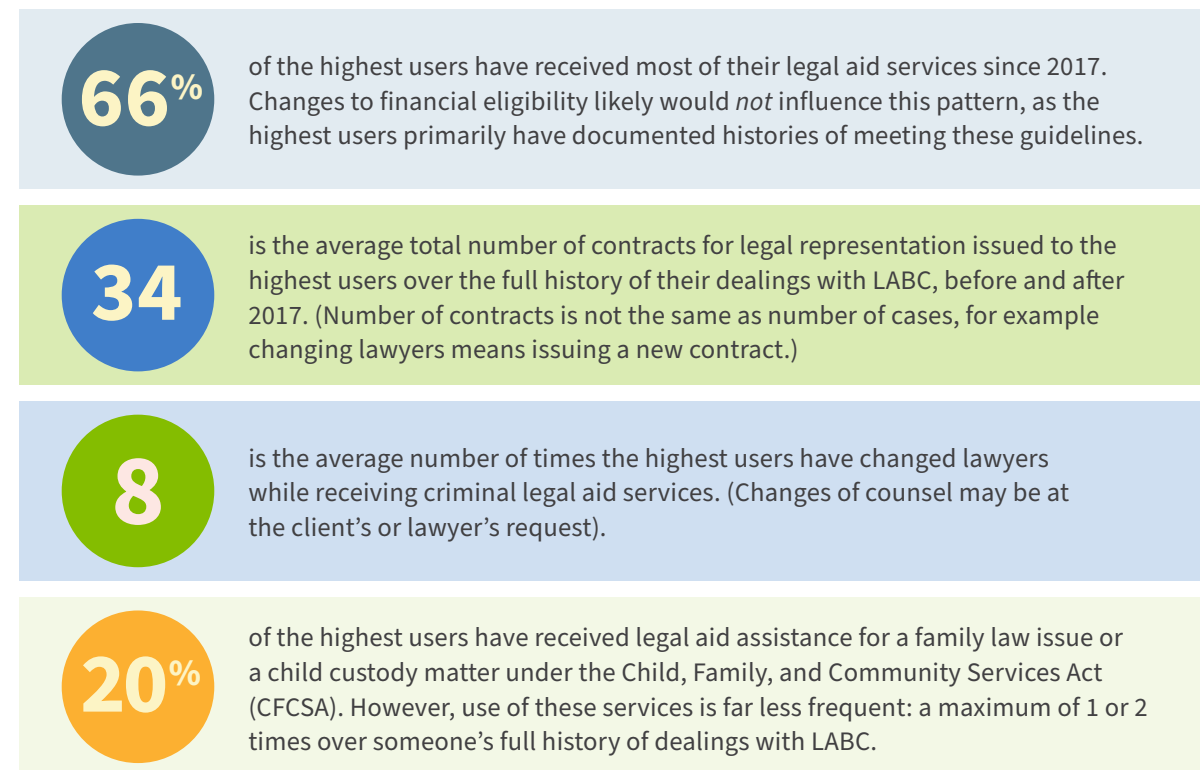 66%
of the highest users have received most of their legal aid services since 2017.
Changes to financial eligibility likely would not influence this pattern, as the
highest users primarily have documented histories of meeting these guidelines.
34
is the average total number of contracts for legal representation issued to the
highest users over the full history of their dealings with LABC, before and after
2017. (Number of contracts is not the same as number of cases, for example
changing lawyers means issuing a new contract.)
8
is the average number of times the highest users have changed lawyers
while receiving criminal legal aid services. (Changes of counsel may be at
the client’s or lawyer’s request).
20%
of the highest users have received legal aid assistance for a family law issue or
a child custody matter under the Child, Family, and Community Services Act
(CFCSA). However, use of these services is far less frequent: a maximum of 1 or 2
times over someone’s full history of dealings with LABC.